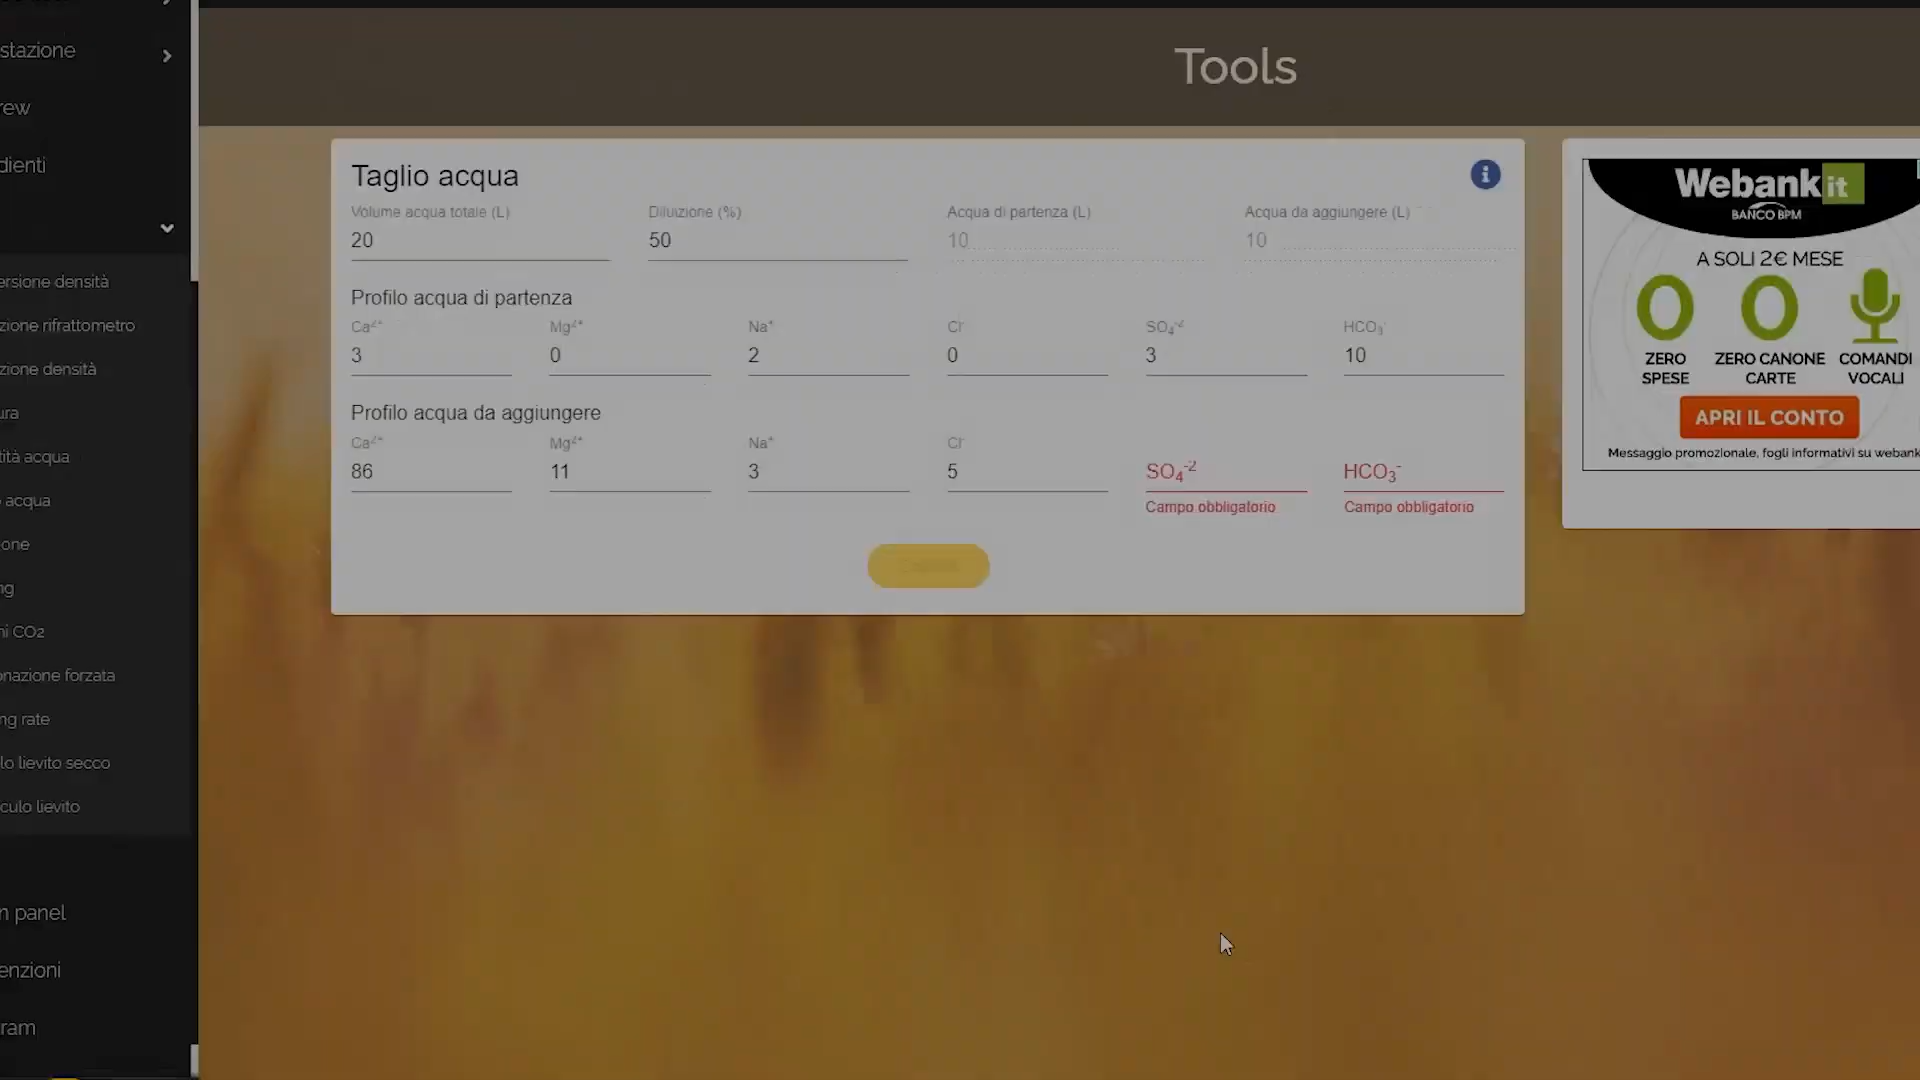 Tools
stazione
rew
dienti
ersione densità
zione rifrattometro
zione densità
ura
ità acqua
acqua
one
ng
ni CO2
onazione forzata
ng rate
lo lievito secco
culo lievito
n panel
enzioni
ram
Taglio acqua
Volume acqua totale (L) Diluizione (%) Acqua di partenza (L) Acqua da aggiungere (L)
20 50 10 10
Profilo acqua di partenza
Ca²⁺ Mg²⁺ Na⁺ Cl⁻ SO₄⁻² HCO₃⁻
3 0 2 0 3 10
Profilo acqua da aggiungere
Ca²⁺ Mg²⁺ Na⁺ Cl⁻
86 11 3 5 SO₄⁻² HCO₃⁻
Campo obbligatorio Campo obbligatorio
Webank it
BANCO BPM
A SOLI 2€ MESE
0 0
ZERO SPESE
ZERO CANONE CARTE
COMANDI VOCALI
APRI IL CONTO
Messaggio promozionale, fogli informativi su webank